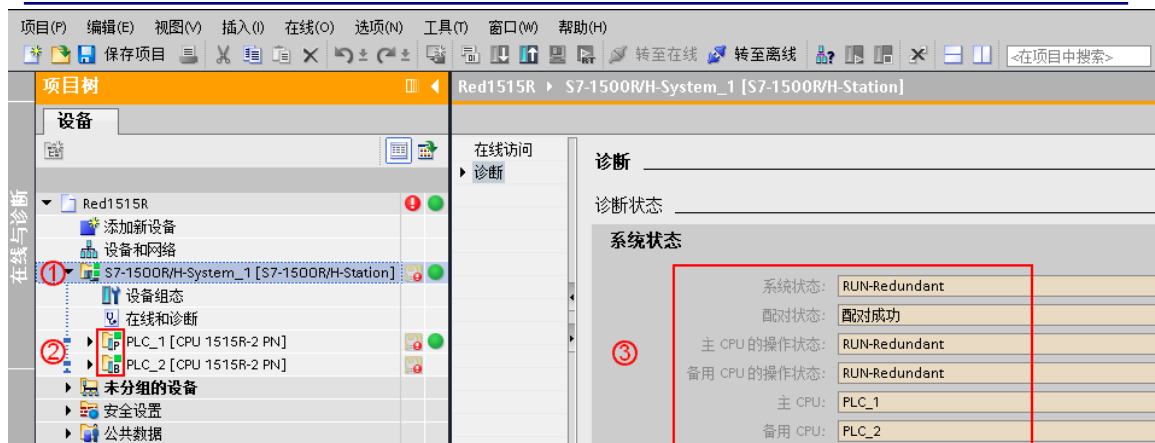 项目(P) 编辑(E) 视图(V) 插入(I) 在线(O) 选项(N) 工具(T) 窗口(W) 帮助(H)
保存项目 转至在线 转至离线 <在项目中搜索>
项目树
Red1515R ▸ S7-1500R/H-System_1 [S7-1500R/H-Station]
设备
在线与诊断
Red1515R
添加新设备
设备和网络
① S7-1500R/H-System_1 [S7-1500R/H-Station]
设备组态
在线和诊断
② PLC_1 [CPU 1515R-2 PN]
PLC_2 [CPU 1515R-2 PN]
未分组的设备
安全设置
公共数据
在线访问
诊断
诊断
诊断状态
系统状态
③
系统状态: RUN-Redundant
配对状态: 配对成功
主 CPU 的操作状态: RUN-Redundant
备用 CPU 的操作状态: RUN-Redundant
主 CPU: PLC_1
备用 CPU: PLC_2